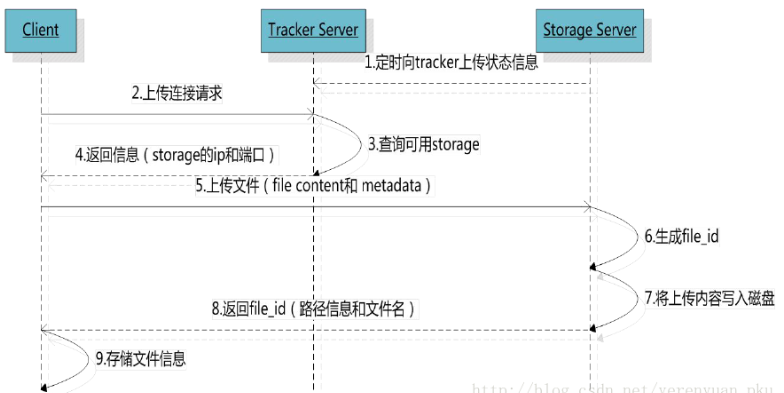 Client
Tracker Server
Storage Server
1.定时向tracker上传状态信息
2.上传连接请求
3.查询可用storage
4.返回信息（storage的ip和端口）
5.上传文件（file content和 metadata）
6.生成file_id
7.将上传内容写入磁盘
8.返回file_id（路径信息和文件名）
9.存储文件信息
http://blog.csdn.net/yerenyuan_pku